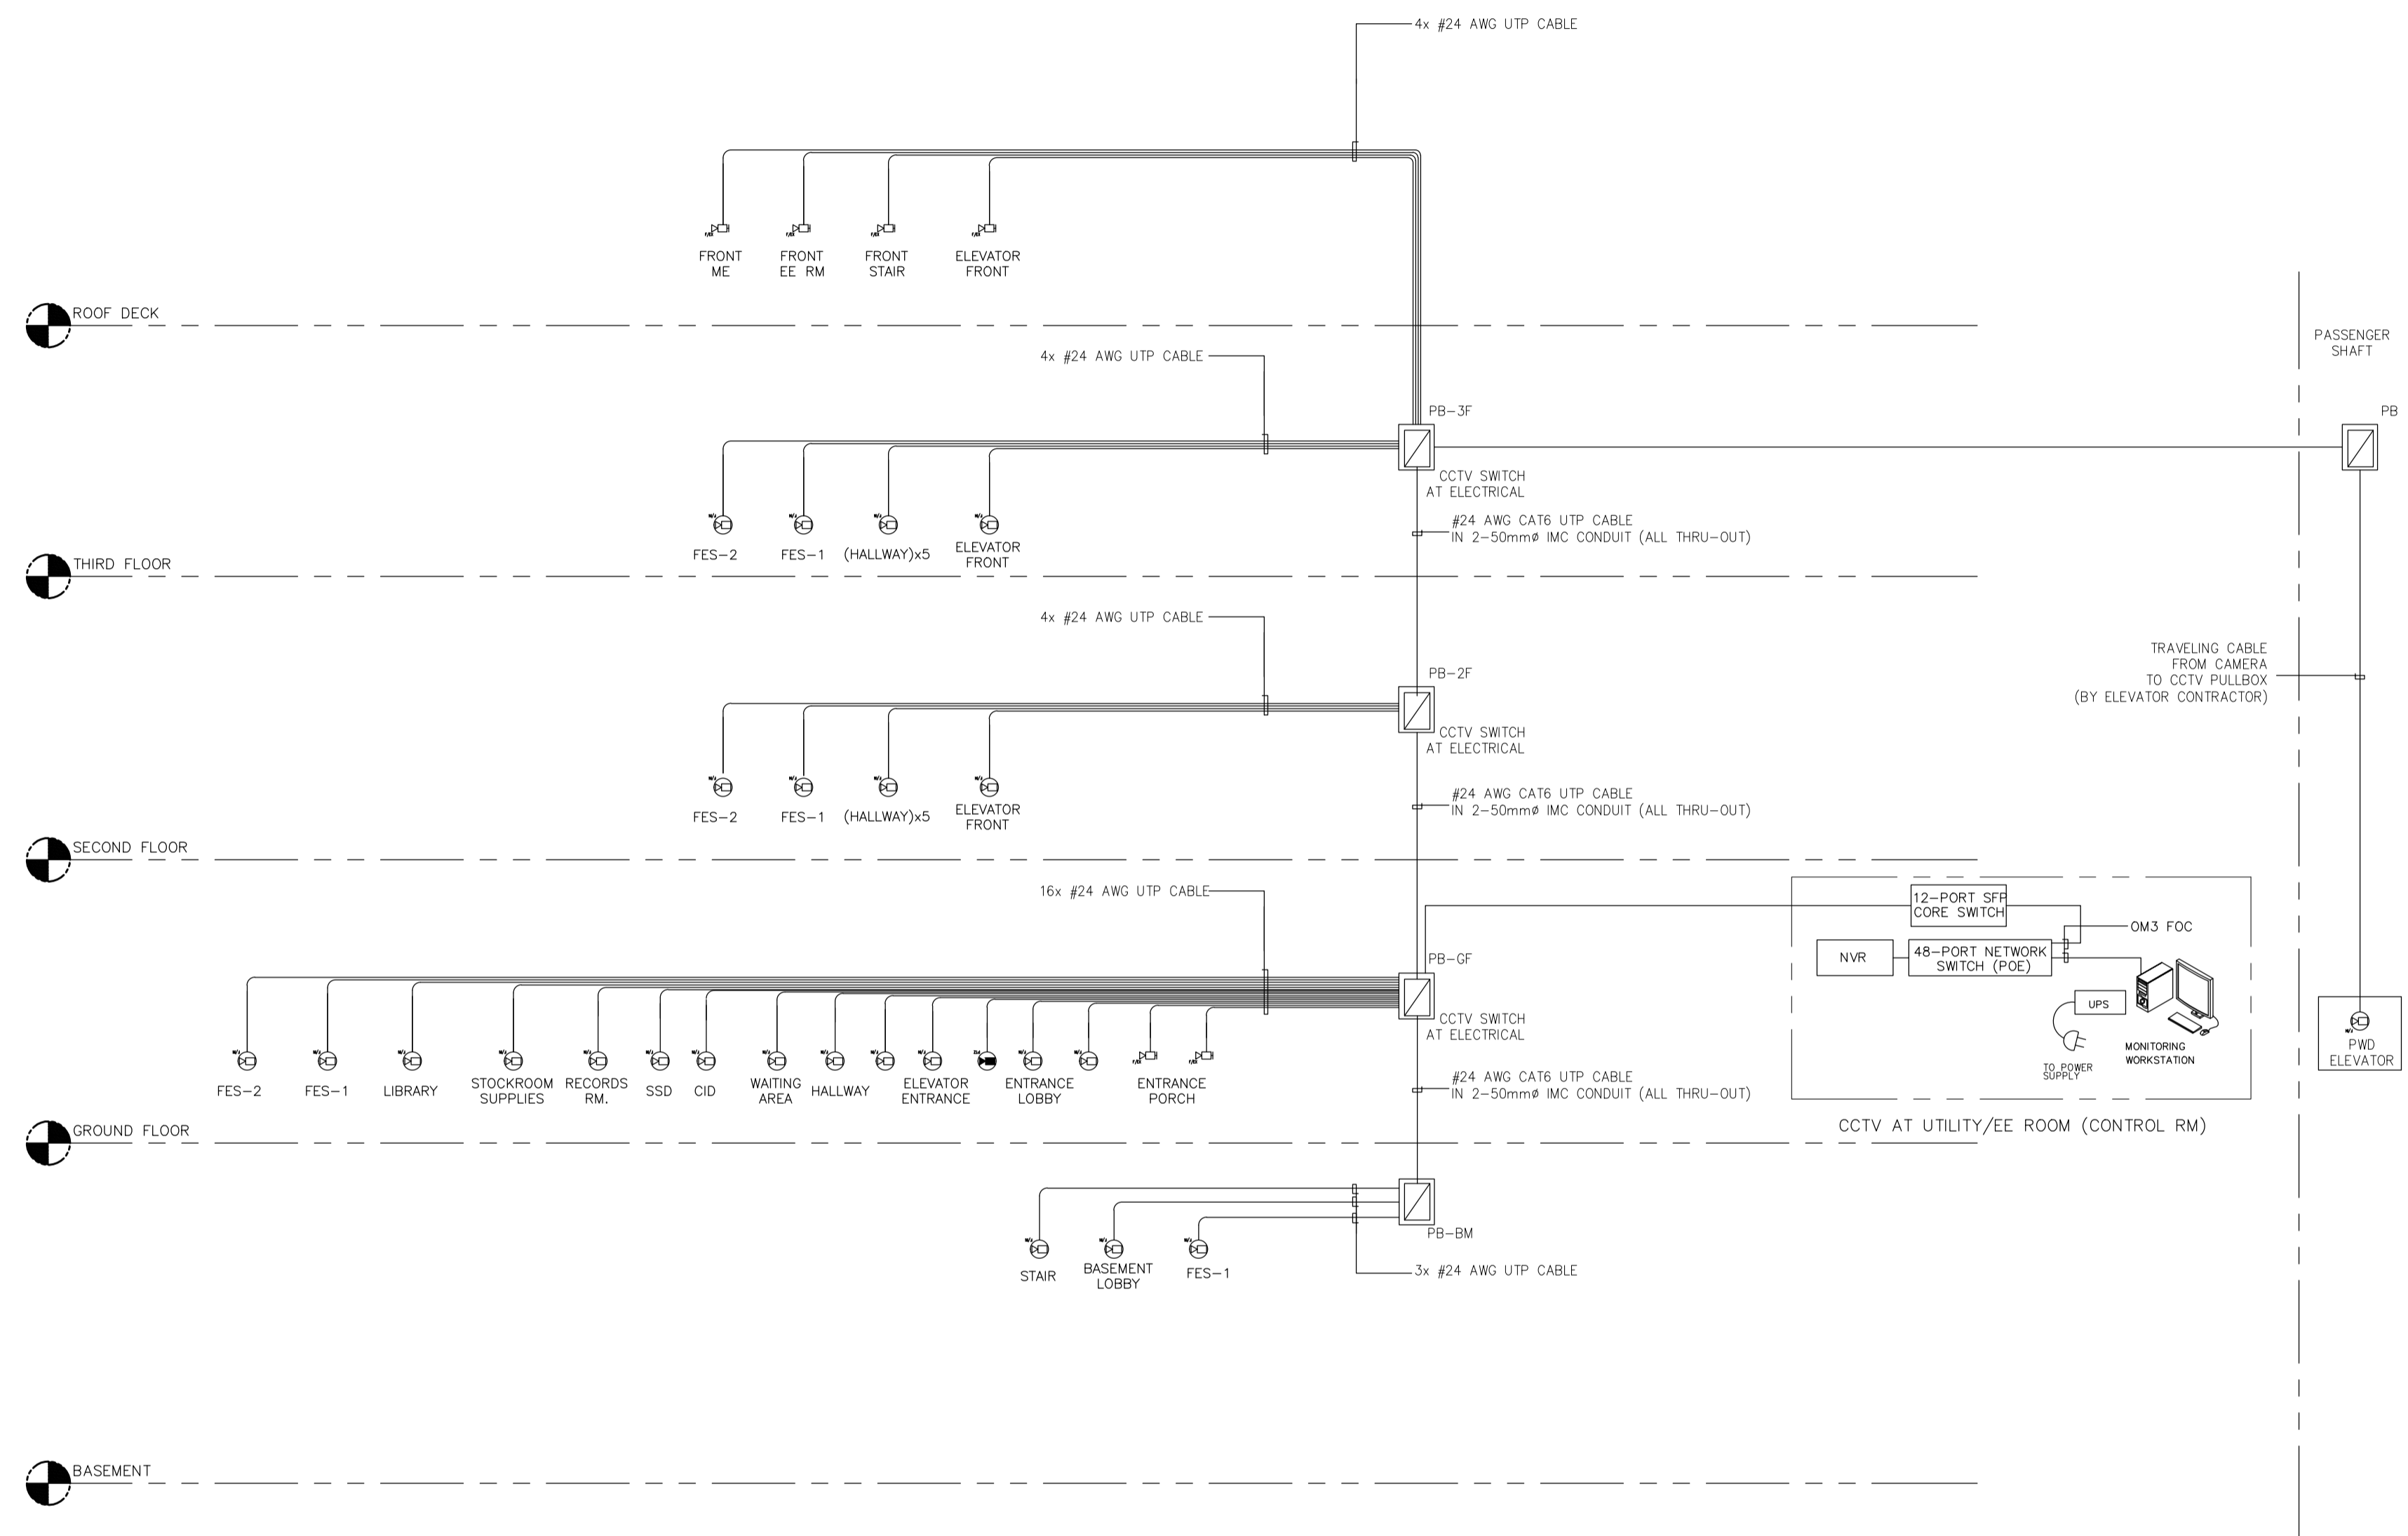 4x #24 AWG UTP CABLE
FRONT
ME
FRONT
EE RM
FRONT
STAIR
ELEVATOR
FRONT
ROOF DECK
PASSENGER
SHAFT
4x #24 AWG UTP CABLE
PB-3F
PB
CCTV SWITCH
AT ELECTRICAL
#24 AWG CAT6 UTP CABLE
IN 2-50mmø IMC CONDUIT (ALL THRU-OUT)
FES-2
FES-1
(HALLWAY)x5
ELEVATOR
FRONT
THIRD FLOOR
4x #24 AWG UTP CABLE
TRAVELING CABLE
FROM CAMERA
TO CCTV PULLBOX
(BY ELEVATOR CONTRACTOR)
PB-2F
CCTV SWITCH
AT ELECTRICAL
#24 AWG CAT6 UTP CABLE
IN 2-50mmø IMC CONDUIT (ALL THRU-OUT)
FES-2
FES-1
(HALLWAY)x5
ELEVATOR
FRONT
SECOND FLOOR
16x #24 AWG UTP CABLE
12-PORT SFP
CORE SWITCH
OM3 FOC
NVR
48-PORT NETWORK
SWITCH (POE)
PB-GF
UPS
CCTV SWITCH
AT ELECTRICAL
MONITORING
WORKSTATION
TO POWER
SUPPLY
PWD
ELEVATOR
FES-2
FES-1
LIBRARY
STOCKROOM
SUPPLIES
RECORDS
RM.
SSD
CID
WAITING
AREA
HALLWAY
ELEVATOR
ENTRANCE
ENTRANCE
LOBBY
ENTRANCE
PORCH
#24 AWG CAT6 UTP CABLE
IN 2-50mmø IMC CONDUIT (ALL THRU-OUT)
CCTV AT UTILITY/EE ROOM (CONTROL RM)
GROUND FLOOR
PB-BM
STAIR
BASEMENT
LOBBY
FES-1
3x #24 AWG UTP CABLE
BASEMENT